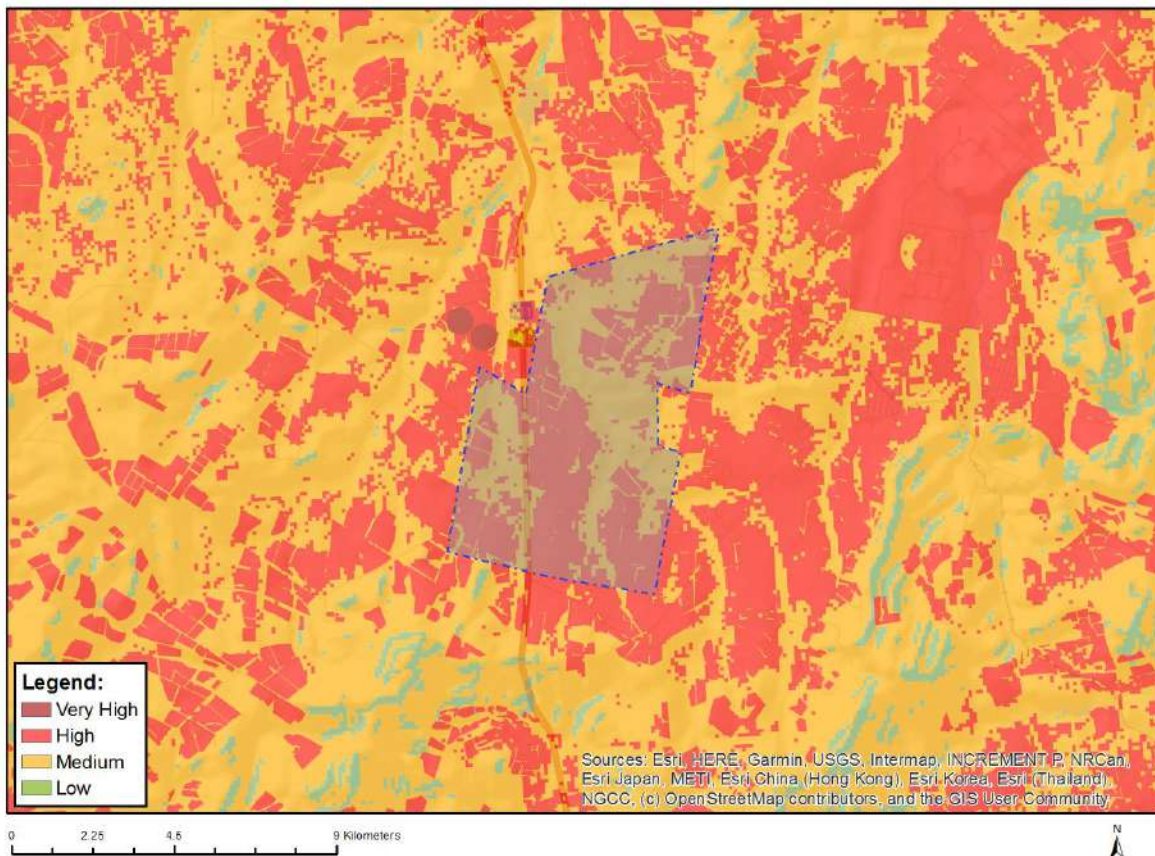 Legend:
Very High
High
Medium
Low
Sources: Esri, HERE, Garmin, USGS, Intermap, INCREMENT P, NRCan,
Esri Japan, METI, Esri China (Hong Kong), Esri Korea, Esri (Thailand),
NGCC, (c) OpenStreetMap contributors, and the GIS User Community
0 2.25 4.5 9 Kilometers
N